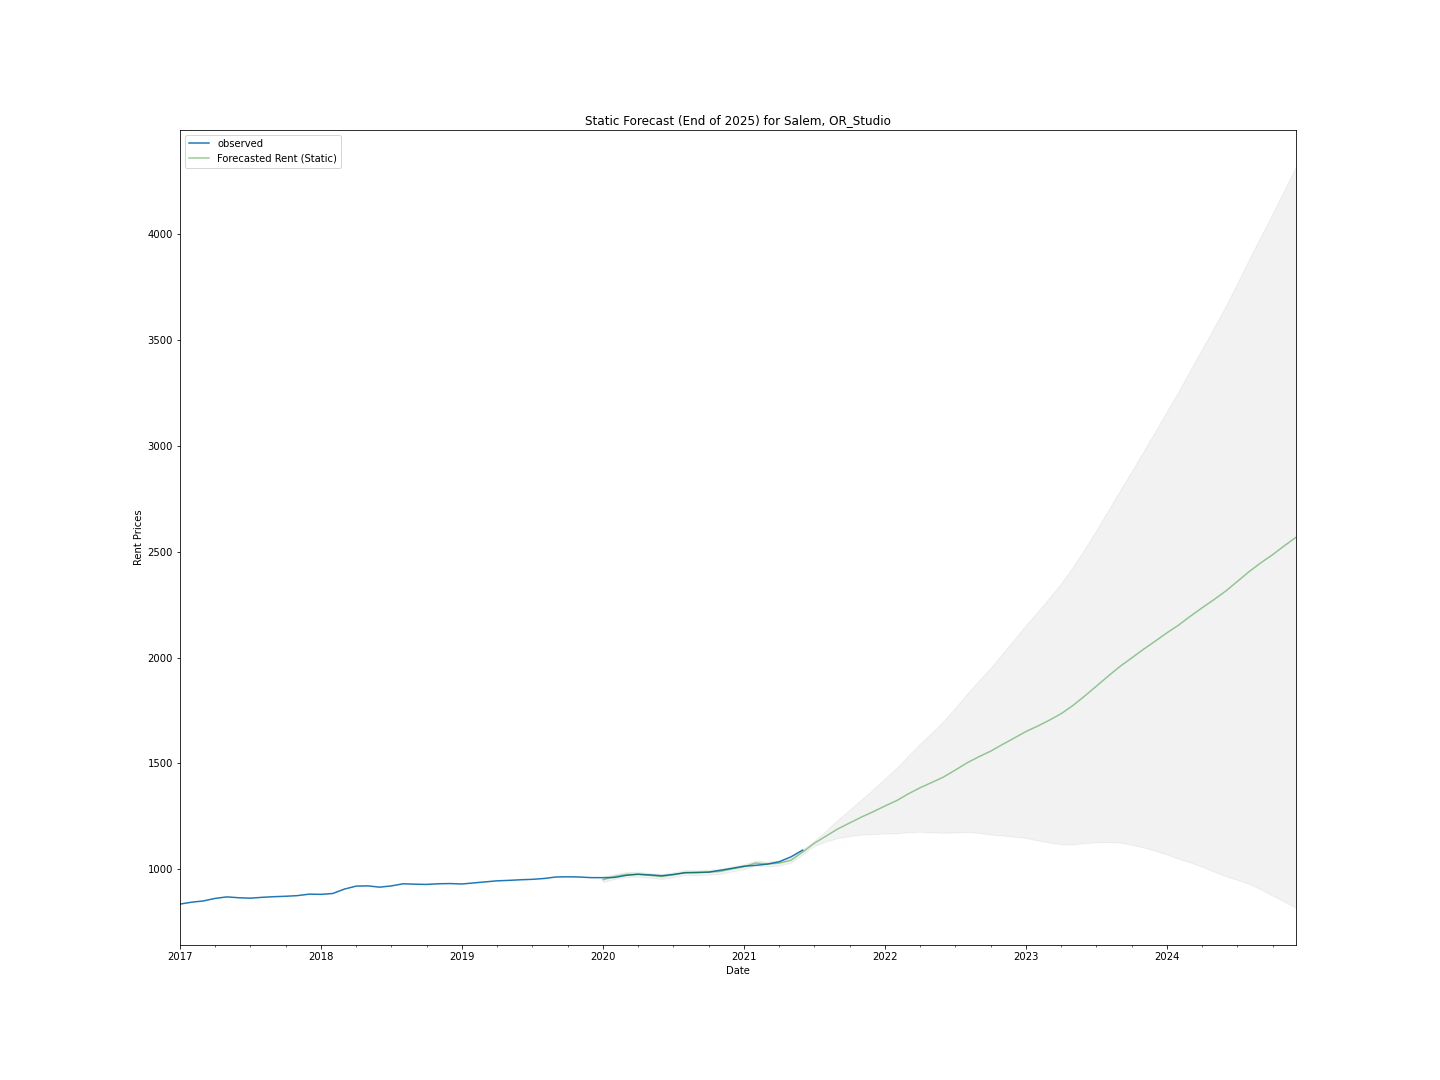 Static Forecast (End of 2025) for Salem, OR_Studio
observed
Forecasted Rent (Static)
4000
3500
3000
2500
2000
1500
1000
Rent Prices
2017 2018 2019 2020 2021 2022 2023 2024
Date